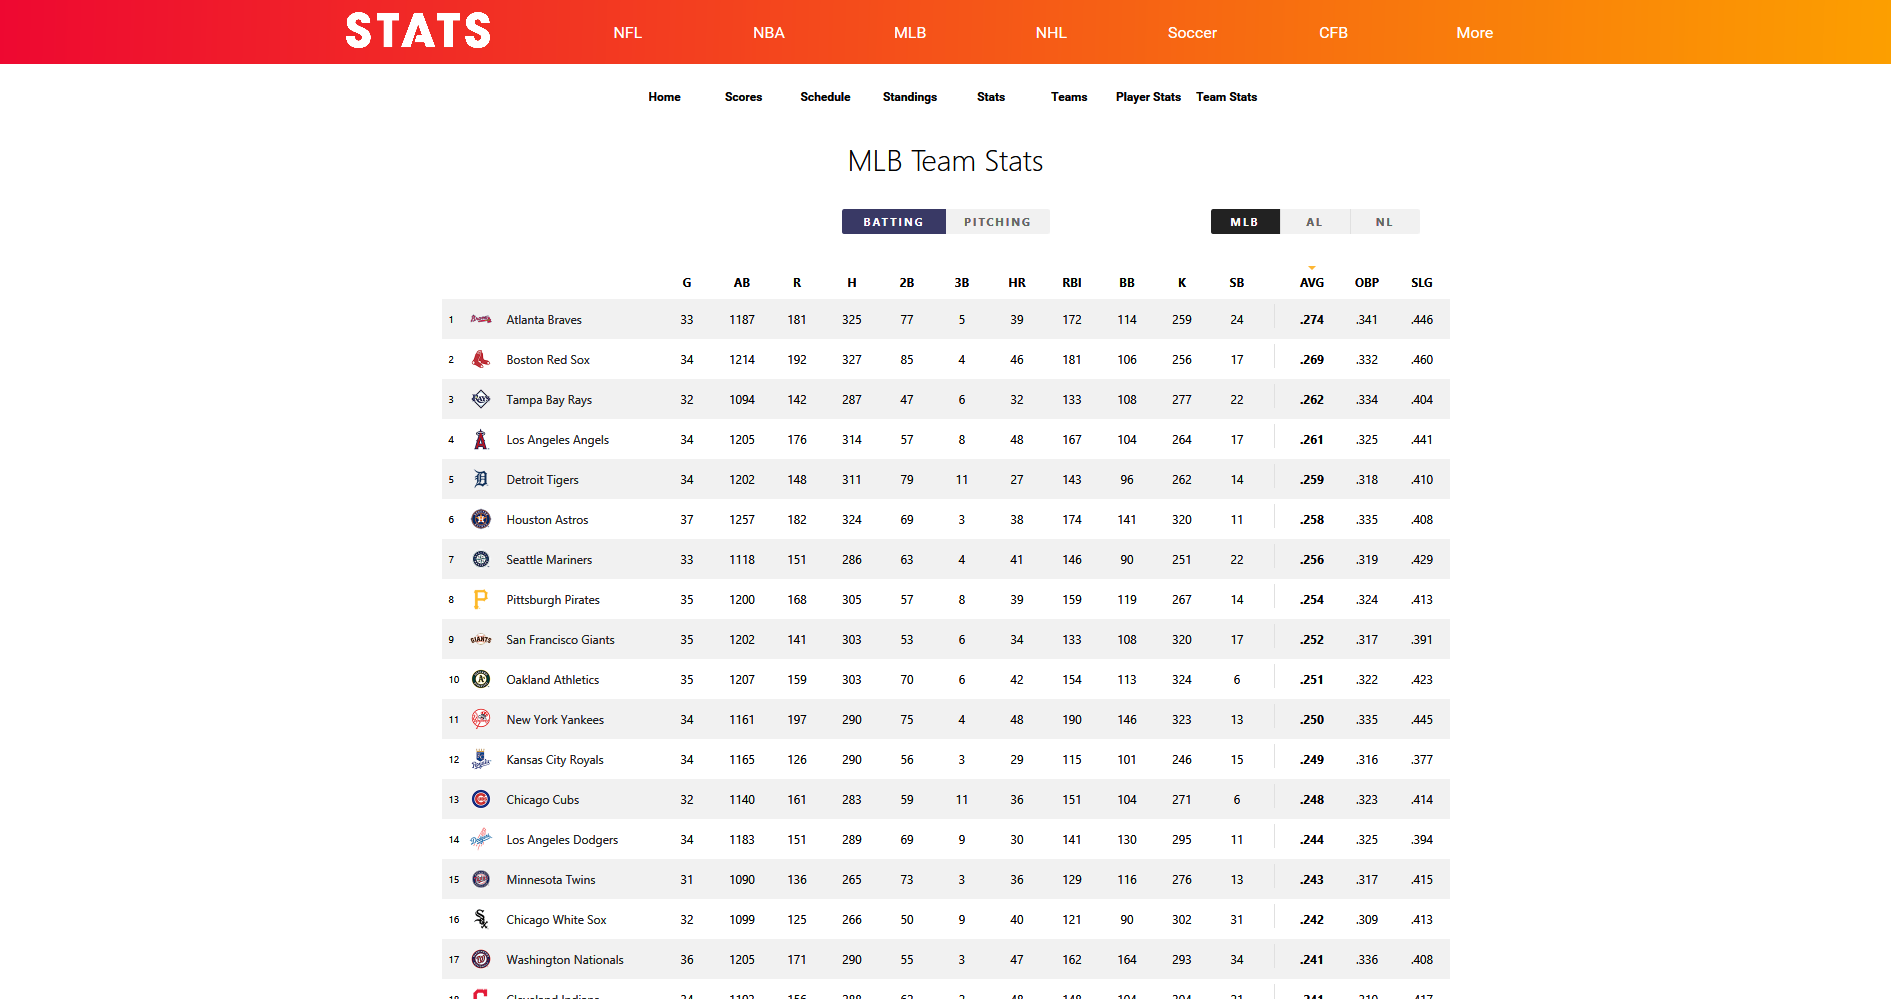 STATS NFL NBA MLB NHL Soccer CFB More
Home Scores Schedule Standings Stats Teams Player Stats Team Stats
MLB Team Stats
BATTING PITCHING MLB AL NL
G AB R H 2B 3B HR RBI BB K SB AVG OBP SLG
1 Braves Atlanta Braves 33 1187 181 325 77 5 39 172 114 259 24 .274 .341 .446
2 Boston Red Sox 34 1214 192 327 85 4 46 181 106 256 17 .269 .332 .460
3 RAYS Tampa Bay Rays 32 1094 142 287 47 6 32 133 108 277 22 .262 .334 .404
4 A Los Angeles Angels 34 1205 176 314 57 8 48 167 104 264 17 .261 .325 .441
5 D Detroit Tigers 34 1202 148 311 79 11 27 143 96 262 14 .259 .318 .410
6 Houston Astros 37 1257 182 324 69 3 38 174 141 320 11 .258 .335 .408
7 Seattle Mariners 33 1118 151 286 63 4 41 146 90 251 22 .256 .319 .429
8 P Pittsburgh Pirates 35 1200 168 305 57 8 39 159 119 267 14 .254 .324 .413
9 GIANTS San Francisco Giants 35 1202 141 303 53 6 34 133 108 320 17 .252 .317 .391
10 A's Oakland Athletics 35 1207 159 303 70 6 42 154 113 324 6 .251 .322 .423
11 New York Yankees 34 1161 197 290 75 4 48 190 146 323 13 .250 .335 .445
12 Royals Kansas City Royals 34 1165 126 290 56 3 29 115 101 246 15 .249 .316 .377
13 C Chicago Cubs 32 1140 161 283 59 11 36 151 104 271 6 .248 .323 .414
14 Dodgers Los Angeles Dodgers 34 1183 151 289 69 9 30 141 130 295 11 .244 .325 .394
15 Minnesota Twins 31 1090 136 265 73 3 36 129 116 276 13 .243 .317 .415
16 Sox Chicago White Sox 32 1099 125 266 50 9 40 121 90 302 31 .242 .309 .413
17 W Washington Nationals 36 1205 171 290 55 3 47 162 164 293 34 .241 .336 .408
18 C Cleveland Indians